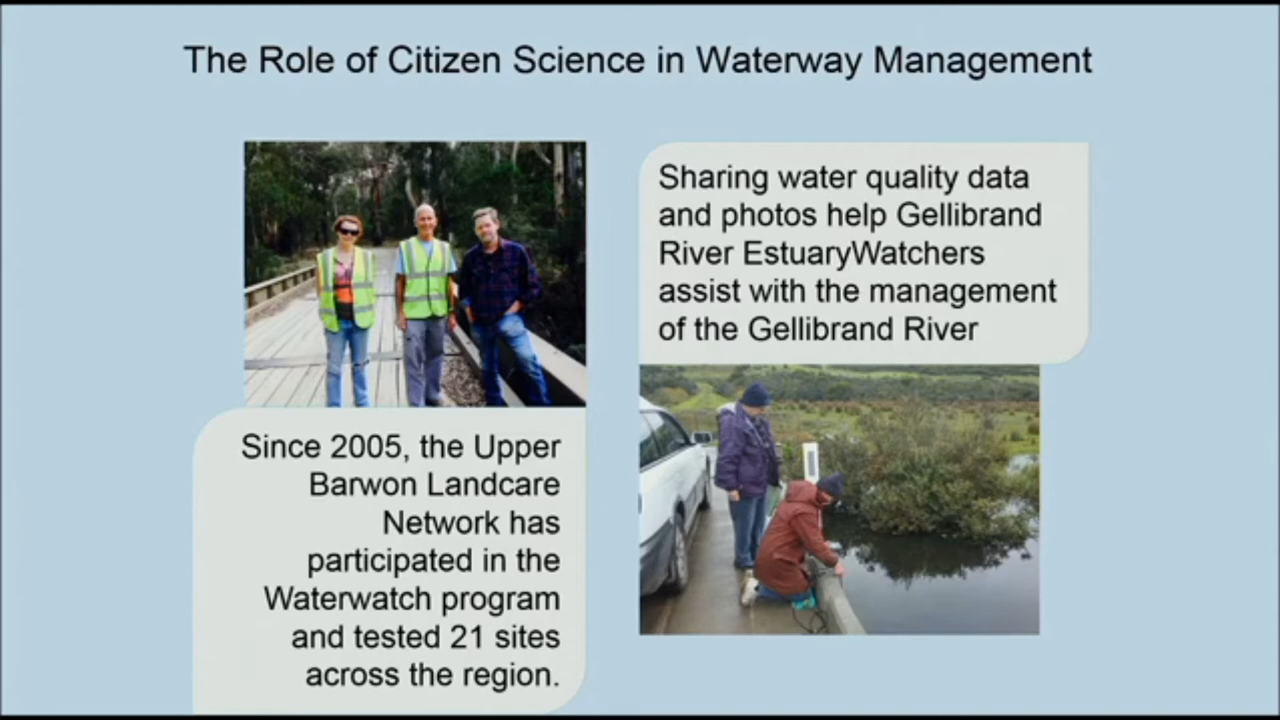 The Role of Citizen Science in Waterway Management
Sharing water quality data
and photos help Gellibrand
River EstuaryWatchers
assist with the management
of the Gellibrand River
Since 2005, the Upper
Barwon Landcare
Network has
participated in the
Waterwatch program
and tested 21 sites
across the region.